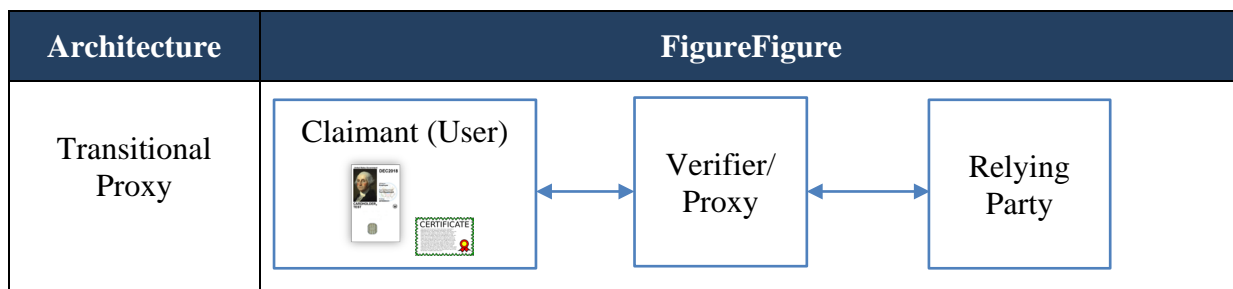 Architecture
FigureFigure
Transitional
Proxy
Claimant (User)
DEC2018
CERTIFICATE
Verifier/
Proxy
Relying
Party